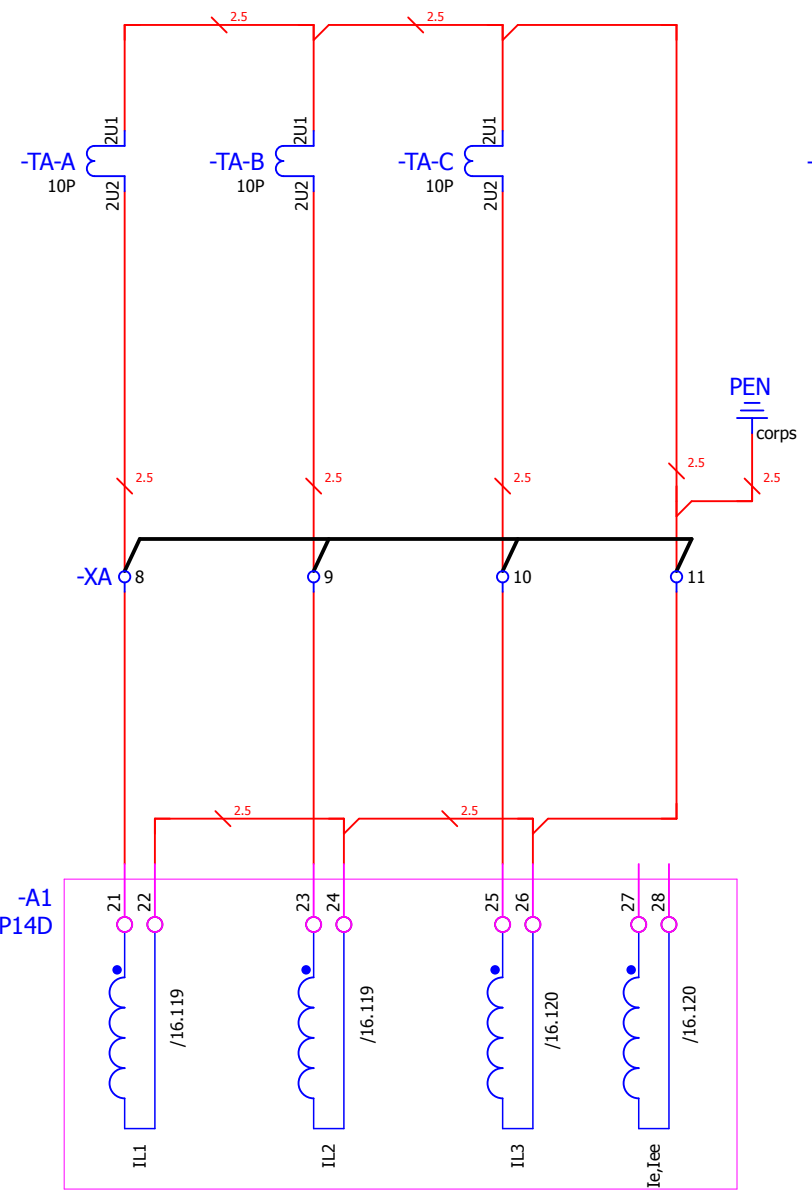 2.5
2.5
2U1
2U1
2U1
-TA-A
-TA-B
-TA-C
-
10P
10P
10P
2U2
2U2
2U2
PEN
corps
2.5
2.5
2.5
2.5
2.5
-XA
8
9
10
11
2.5
2.5
-A1
P14D
21
22
23
24
25
26
27
28
/16.119
/16.119
/16.120
/16.120
IL1
IL2
IL3
Ie,Iee